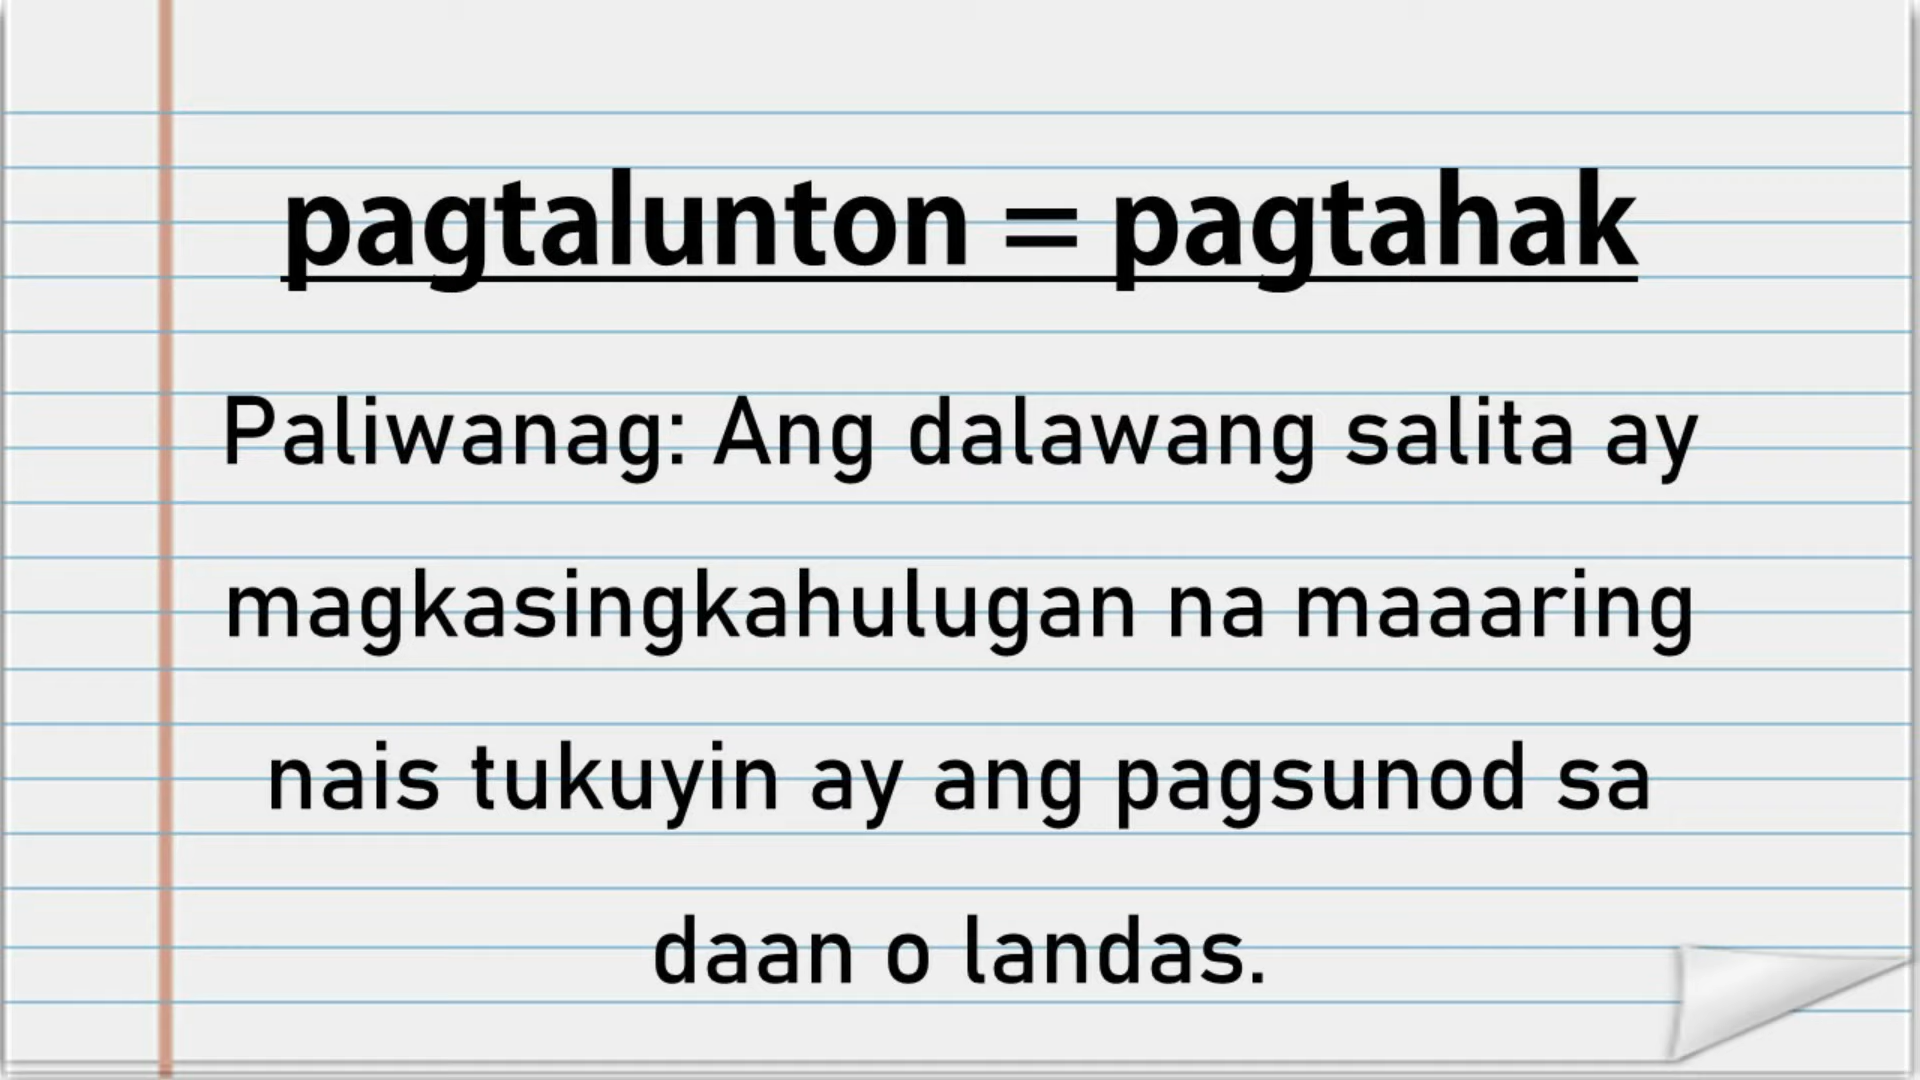 pagtalunton = pagtahak
Paliwanag: Ang dalawang salita ay
magkasingkahulugan na maaaring
nais tukuyin ay ang pagsunod sa
daan o landas.